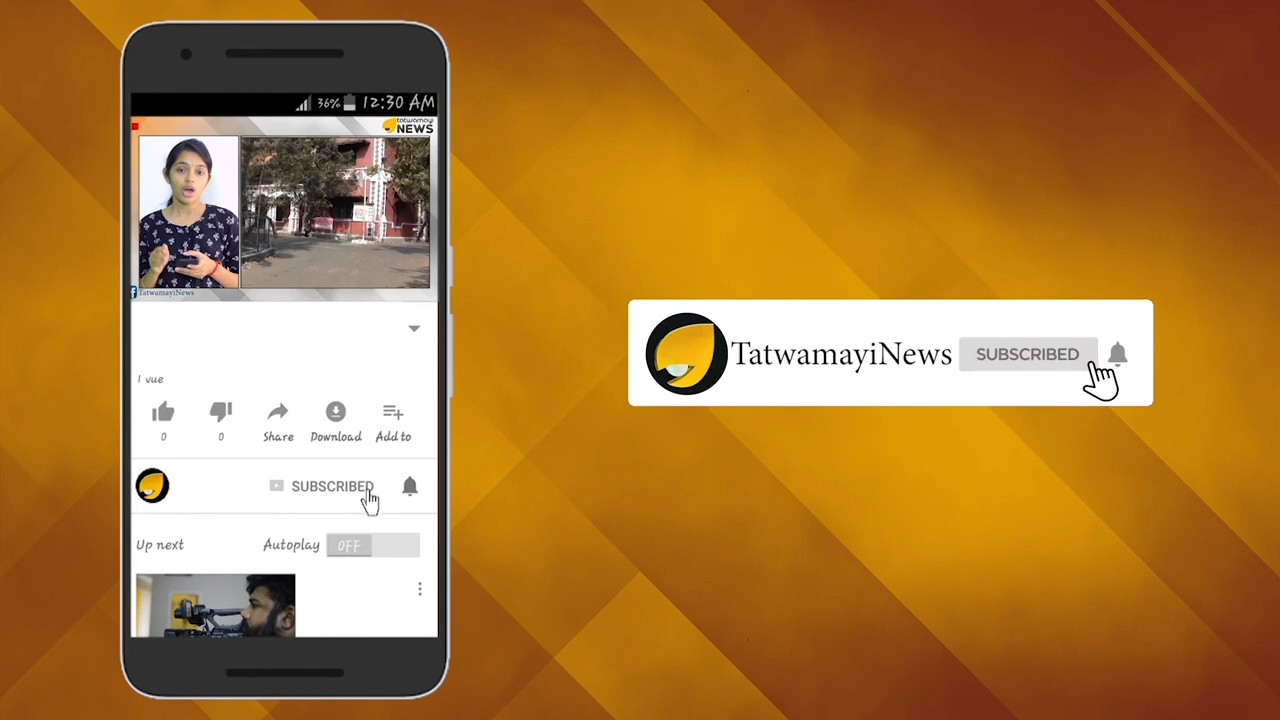 36% 12:30 AM
tatwamayi
NEWS
TatwamayiNews
1 vue
0 0 Share Download Add to
SUBSCRIBED
Up next Autoplay OFF
TatwamayiNews SUBSCRIBED